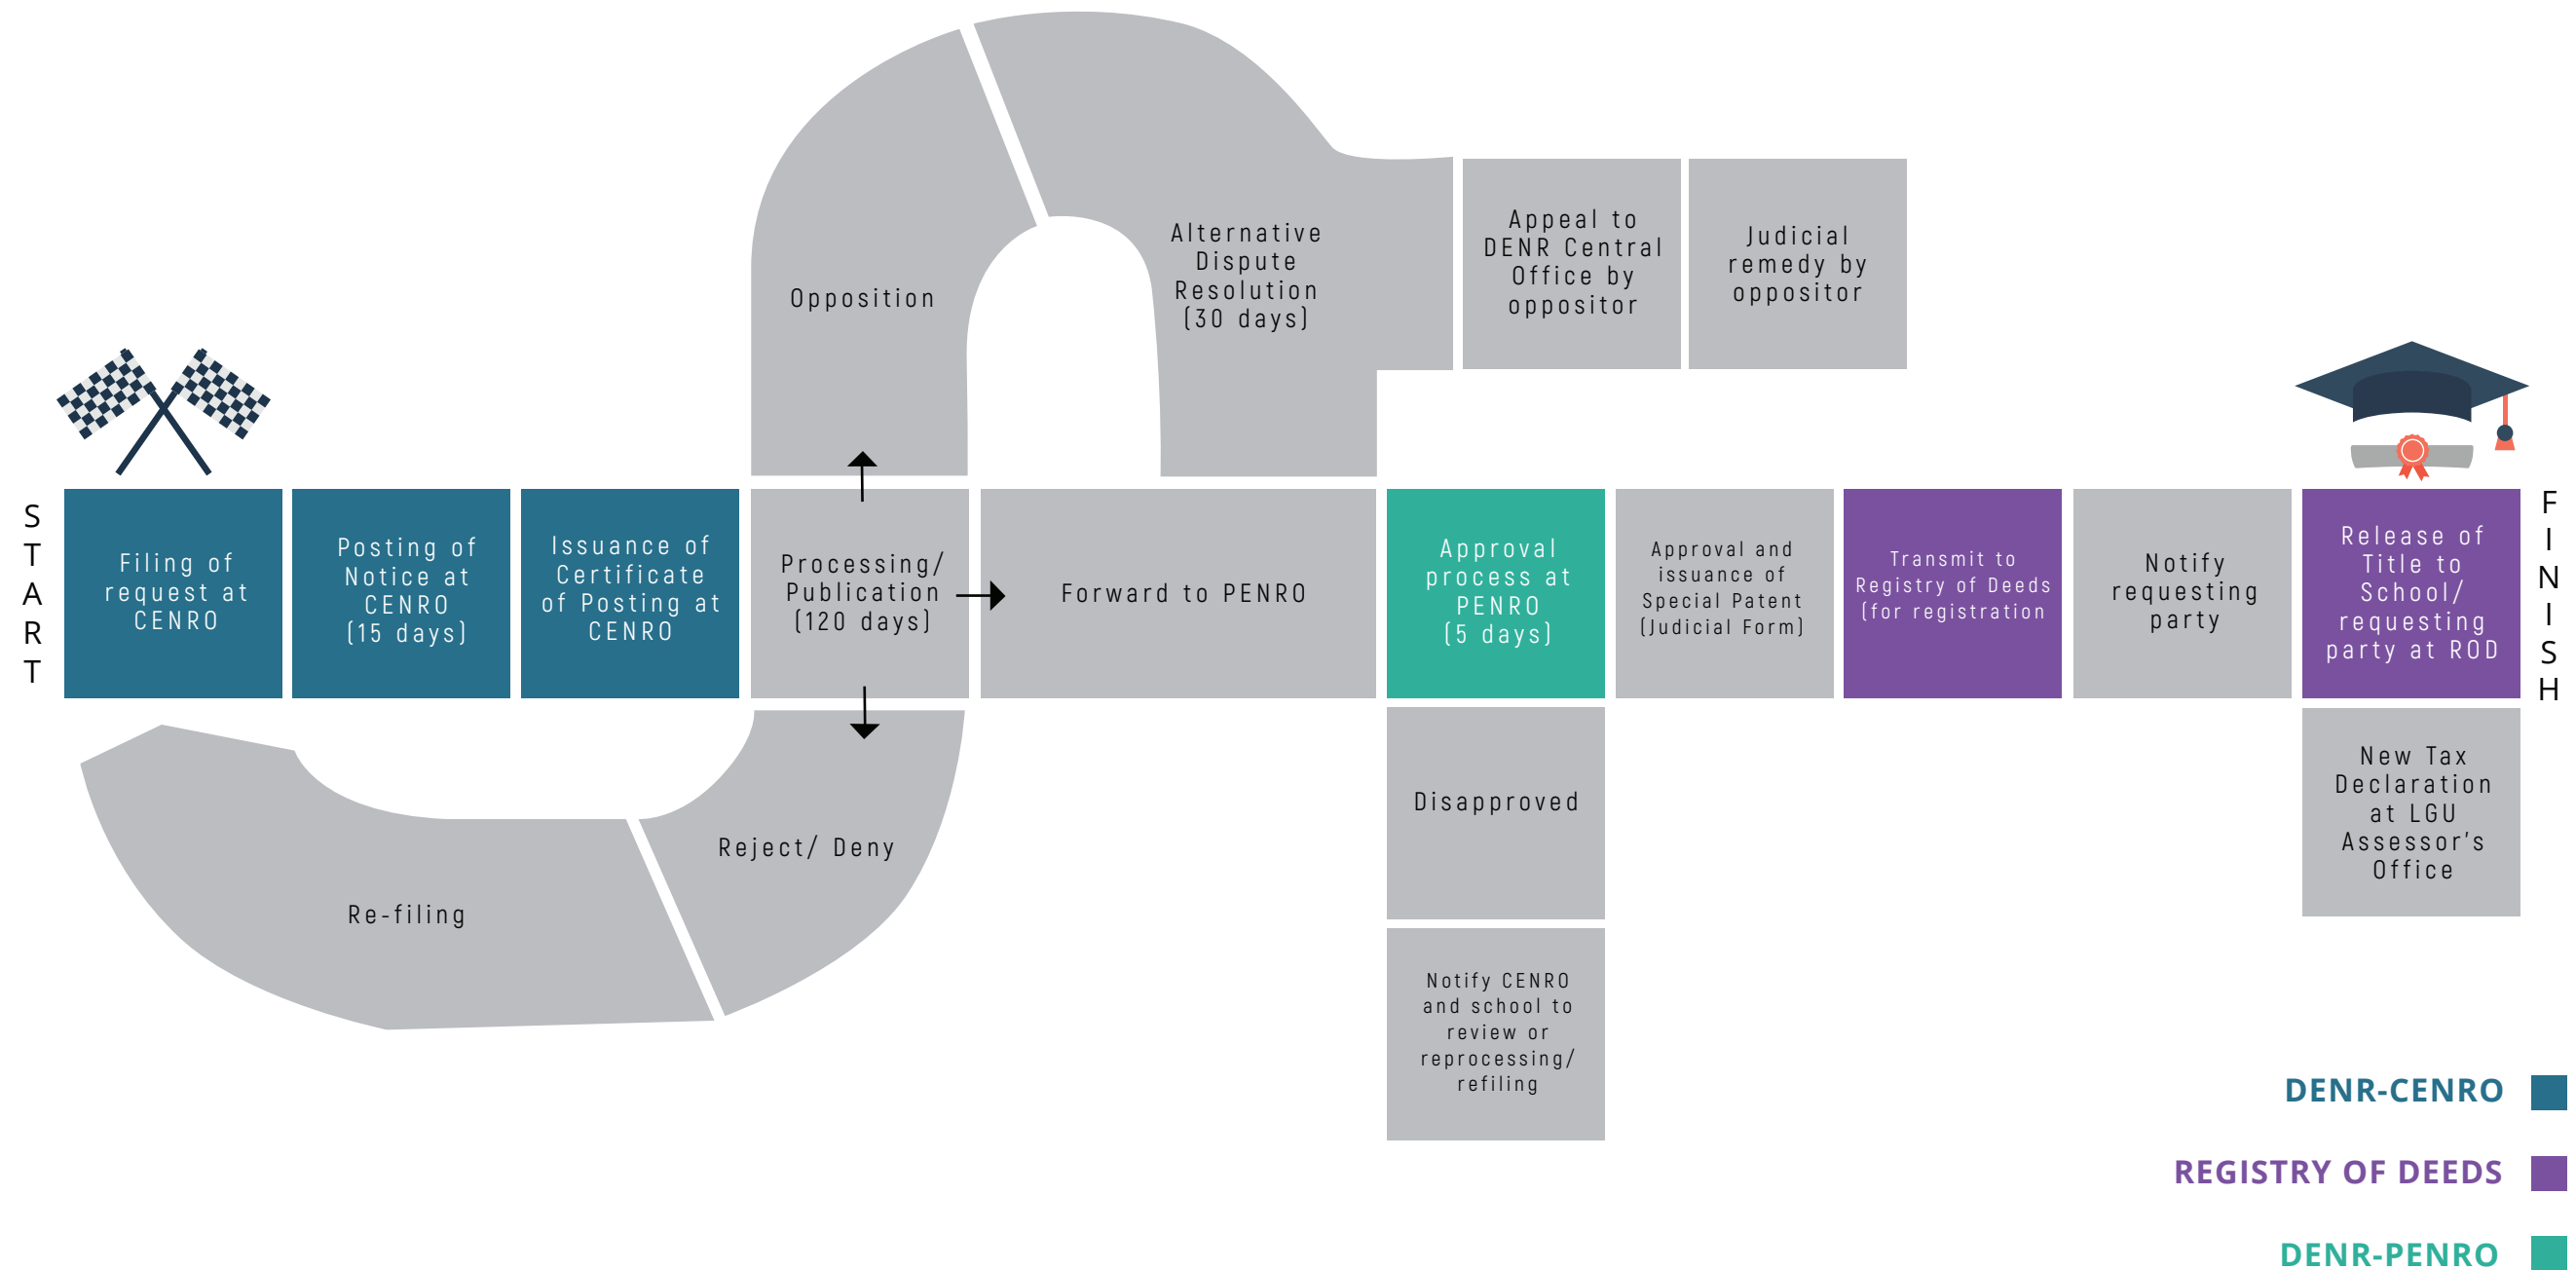 Opposition
Alternative
Dispute
Resolution
(30 days)
Appeal to
DENR Central
Office by
oppositor
Judicial
remedy by
oppositor
START
Filing of
request at
CENRO
Posting of
Notice at
CENRO
(15 days)
Issuance of
Certificate
of Posting at
CENRO
Processing/
Publication
(120 days)
Forward to PENRO
Approval
process at
PENRO
(5 days)
Approval and
issuance of
Special Patent
(Judicial Form)
Transmit to
Registry of Deeds
(for registration
Notify
requesting
party
Release of
Title to
School/
requesting
party at ROD
FINISH
Re-filing
Reject/ Deny
Disapproved
Notify CENRO
and school to
review or
reprocessing/
refiling
New Tax
Declaration
at LGU
Assessor's
Office
DENR-CENRO
REGISTRY OF DEEDS
DENR-PENRO